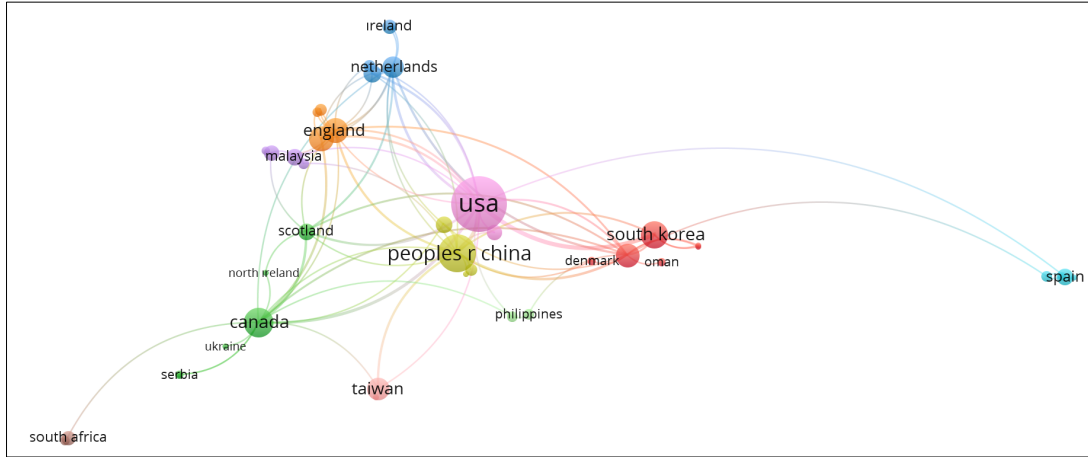 ireland
netherlands
england
malaysia
usa
scotland
south korea
peoples r china
denmark
oman
north ireland
spain
philippines
canada
ukraine
serbia
taiwan
south africa